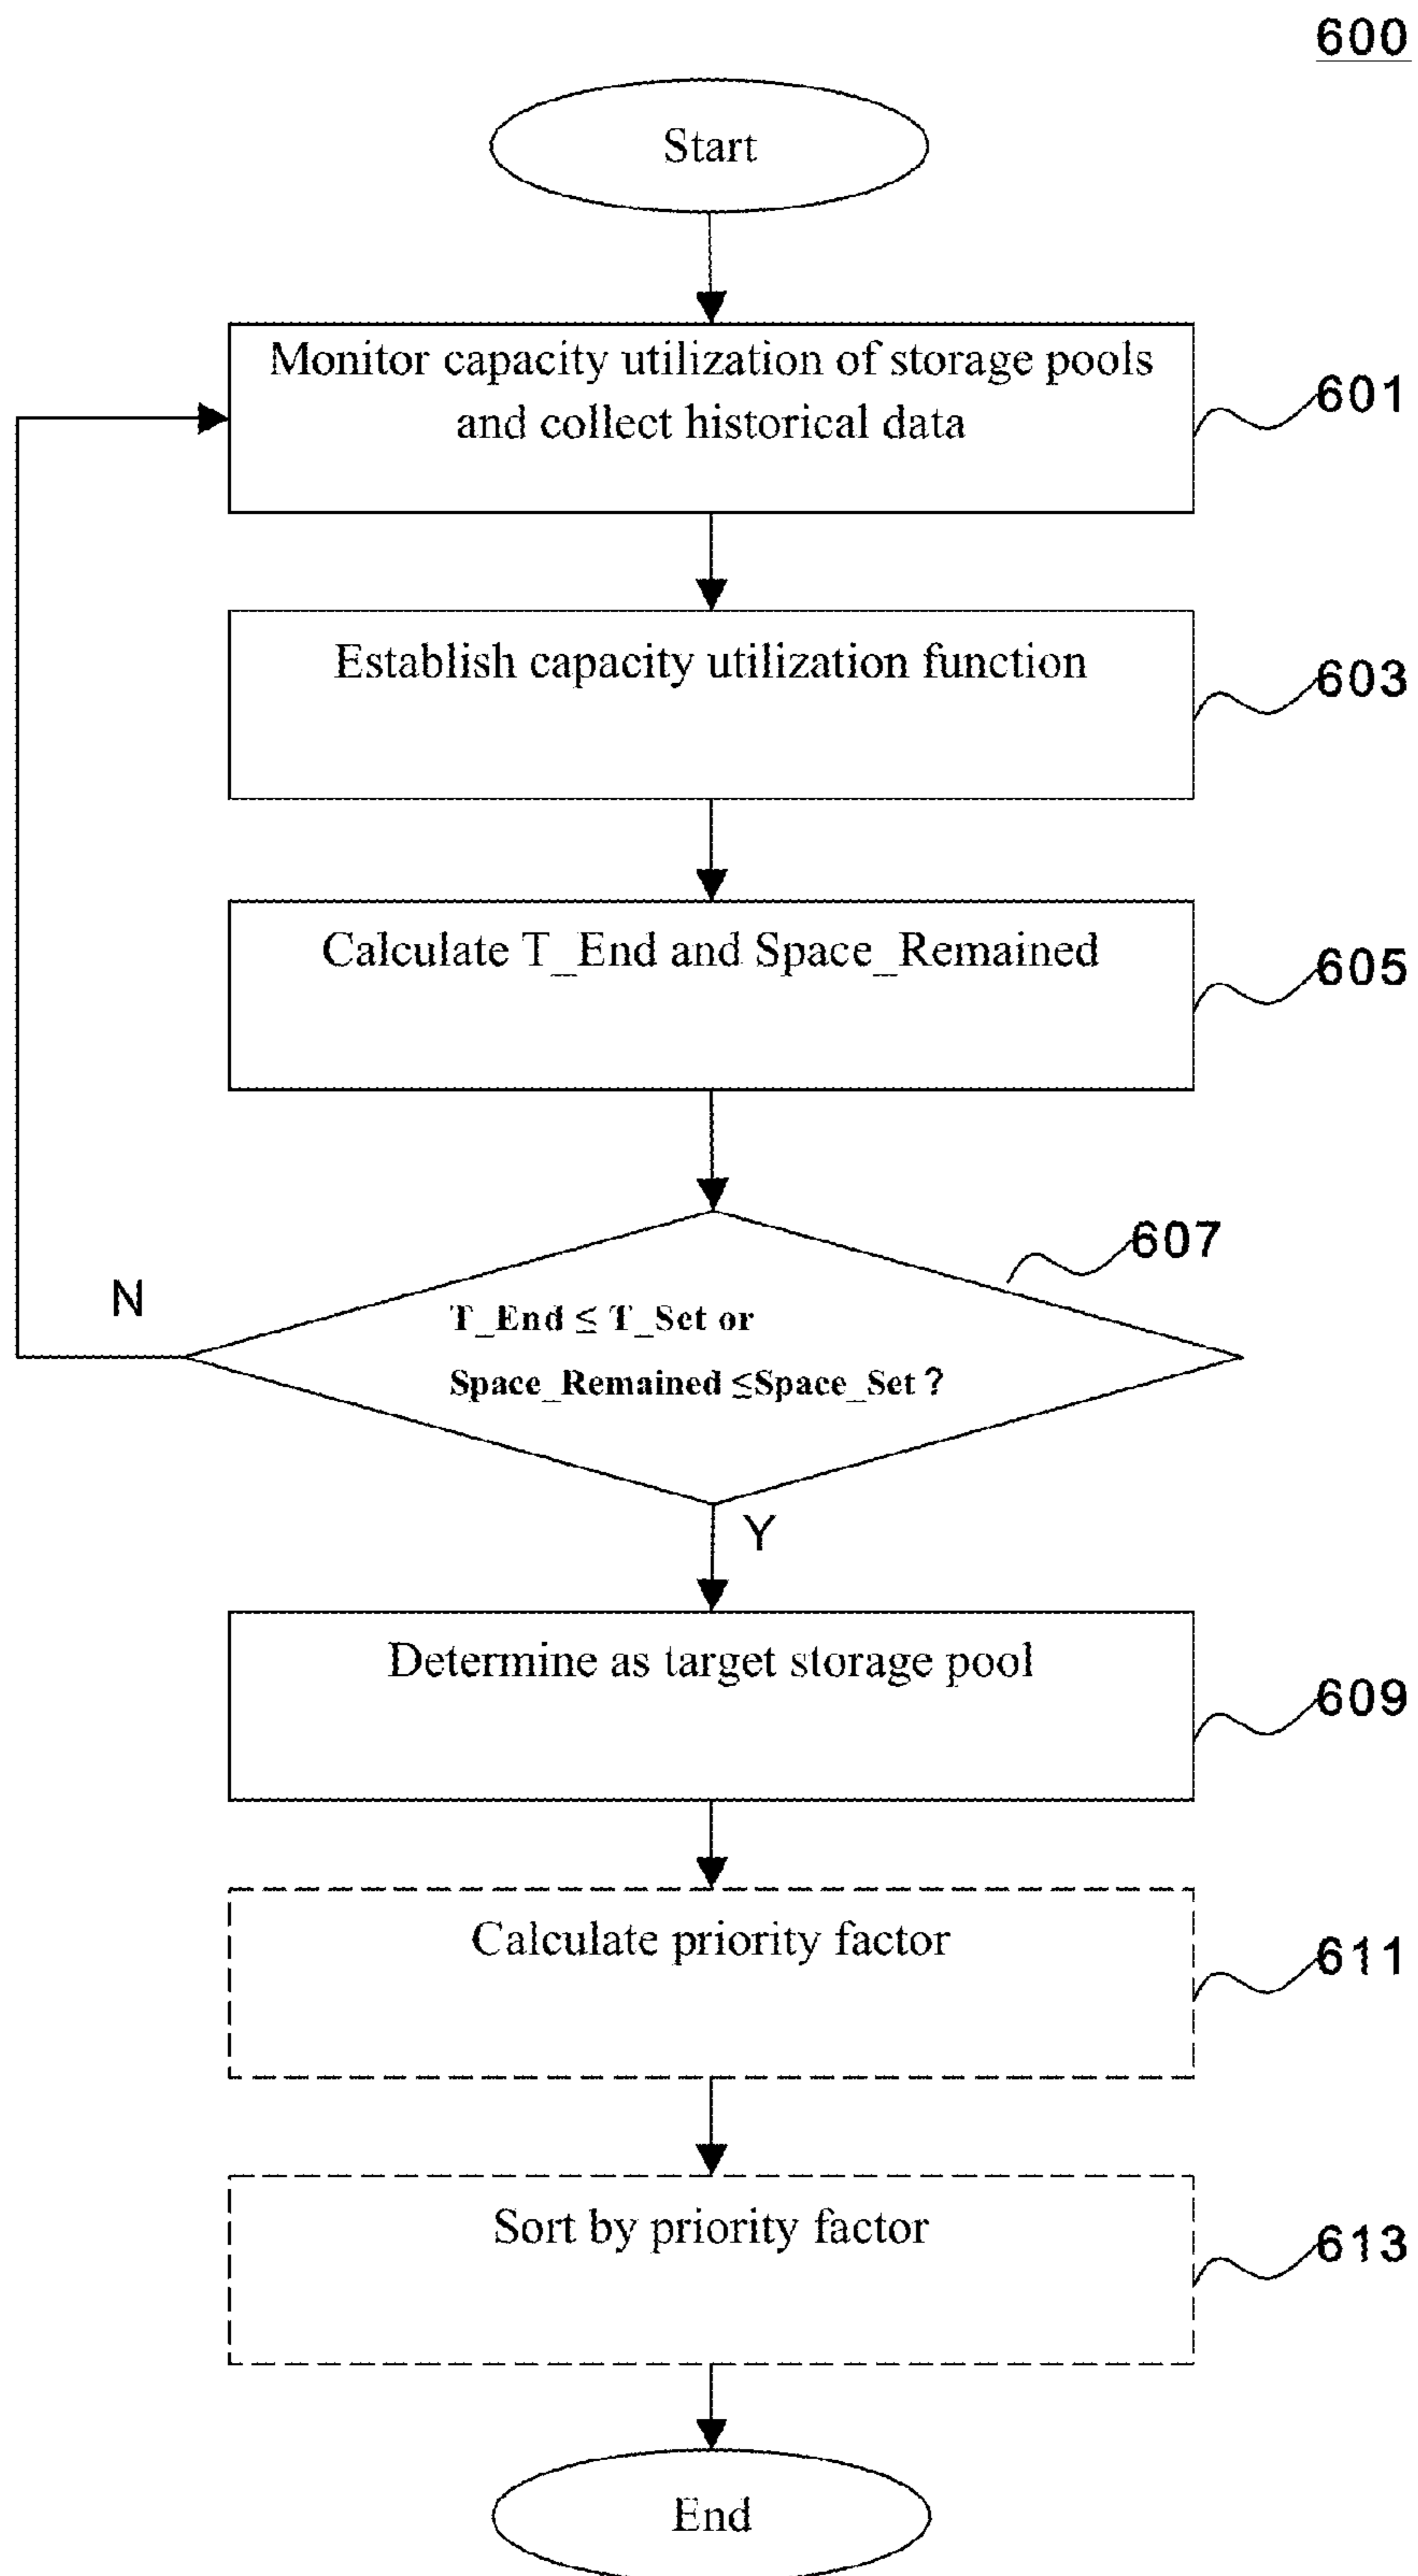 600
Start
Monitor capacity utilization of storage pools
and collect historical data
601
Establish capacity utilization function
603
Calculate T_End and Space_Remained
605
607
N
T_End ≦ T_Set or
Space_Remained ≦Space_Set ?
Y
Determine as target storage pool
609
Calculate priority factor
611
Sort by priority factor
613
End